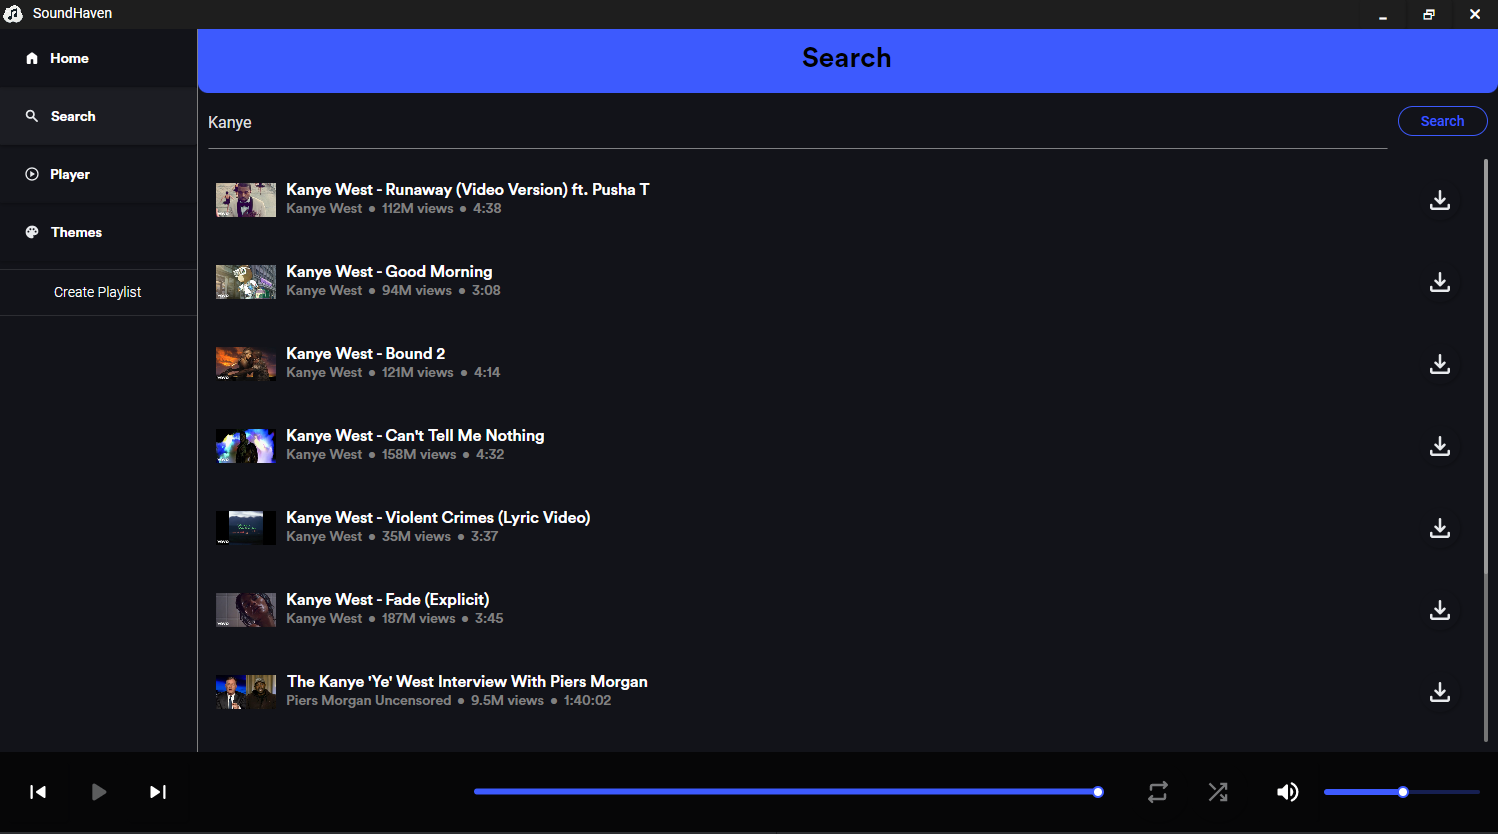 SoundHaven
Home
Search
Player
Themes
Create Playlist
Search
Kanye
Search
Kanye West - Runaway (Video Version) ft. Pusha T
Kanye West • 112M views • 4:38
Kanye West - Good Morning
Kanye West • 94M views • 3:08
Kanye West - Bound 2
Kanye West • 121M views • 4:14
Kanye West - Can't Tell Me Nothing
Kanye West • 158M views • 4:32
Kanye West - Violent Crimes (Lyric Video)
Kanye West • 35M views • 3:37
Kanye West - Fade (Explicit)
Kanye West • 187M views • 3:45
The Kanye 'Ye' West Interview With Piers Morgan
Piers Morgan Uncensored • 9.5M views • 1:40:02